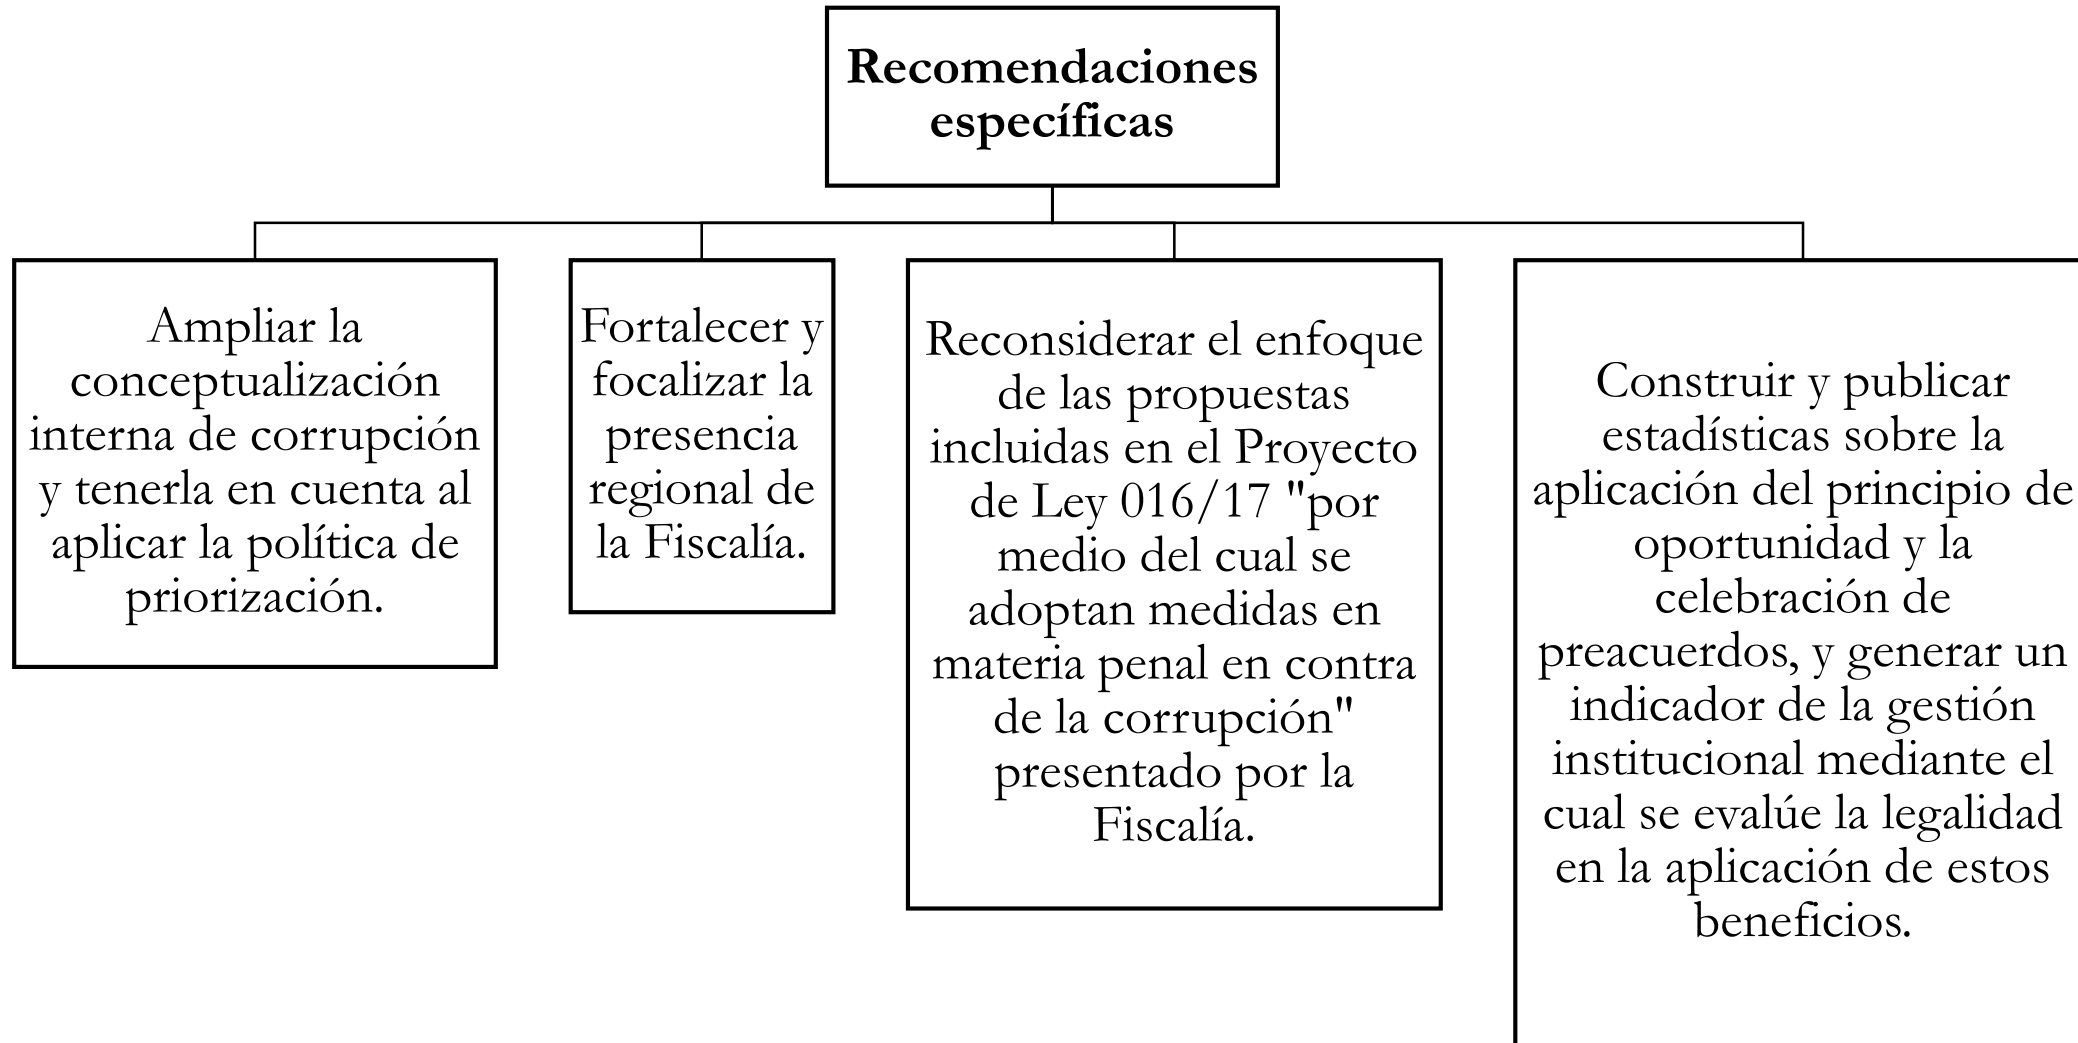 Recomendaciones
específicas
Ampliar la
conceptualización
interna de corrupción
y tenerla en cuenta al
aplicar la política de
priorización.
Fortalecer y
focalizar la
presencia
regional de
la Fiscalía.
Reconsiderar el enfoque
de las propuestas
incluidas en el Proyecto
de Ley 016/17 "por
medio del cual se
adoptan medidas en
materia penal en contra
de la corrupción"
presentado por la
Fiscalía.
Construir y publicar
estadísticas sobre la
aplicación del principio de
oportunidad y la
celebración de
preacuerdos, y generar un
indicador de la gestión
institucional mediante el
cual se evalúe la legalidad
en la aplicación de estos
beneficios.